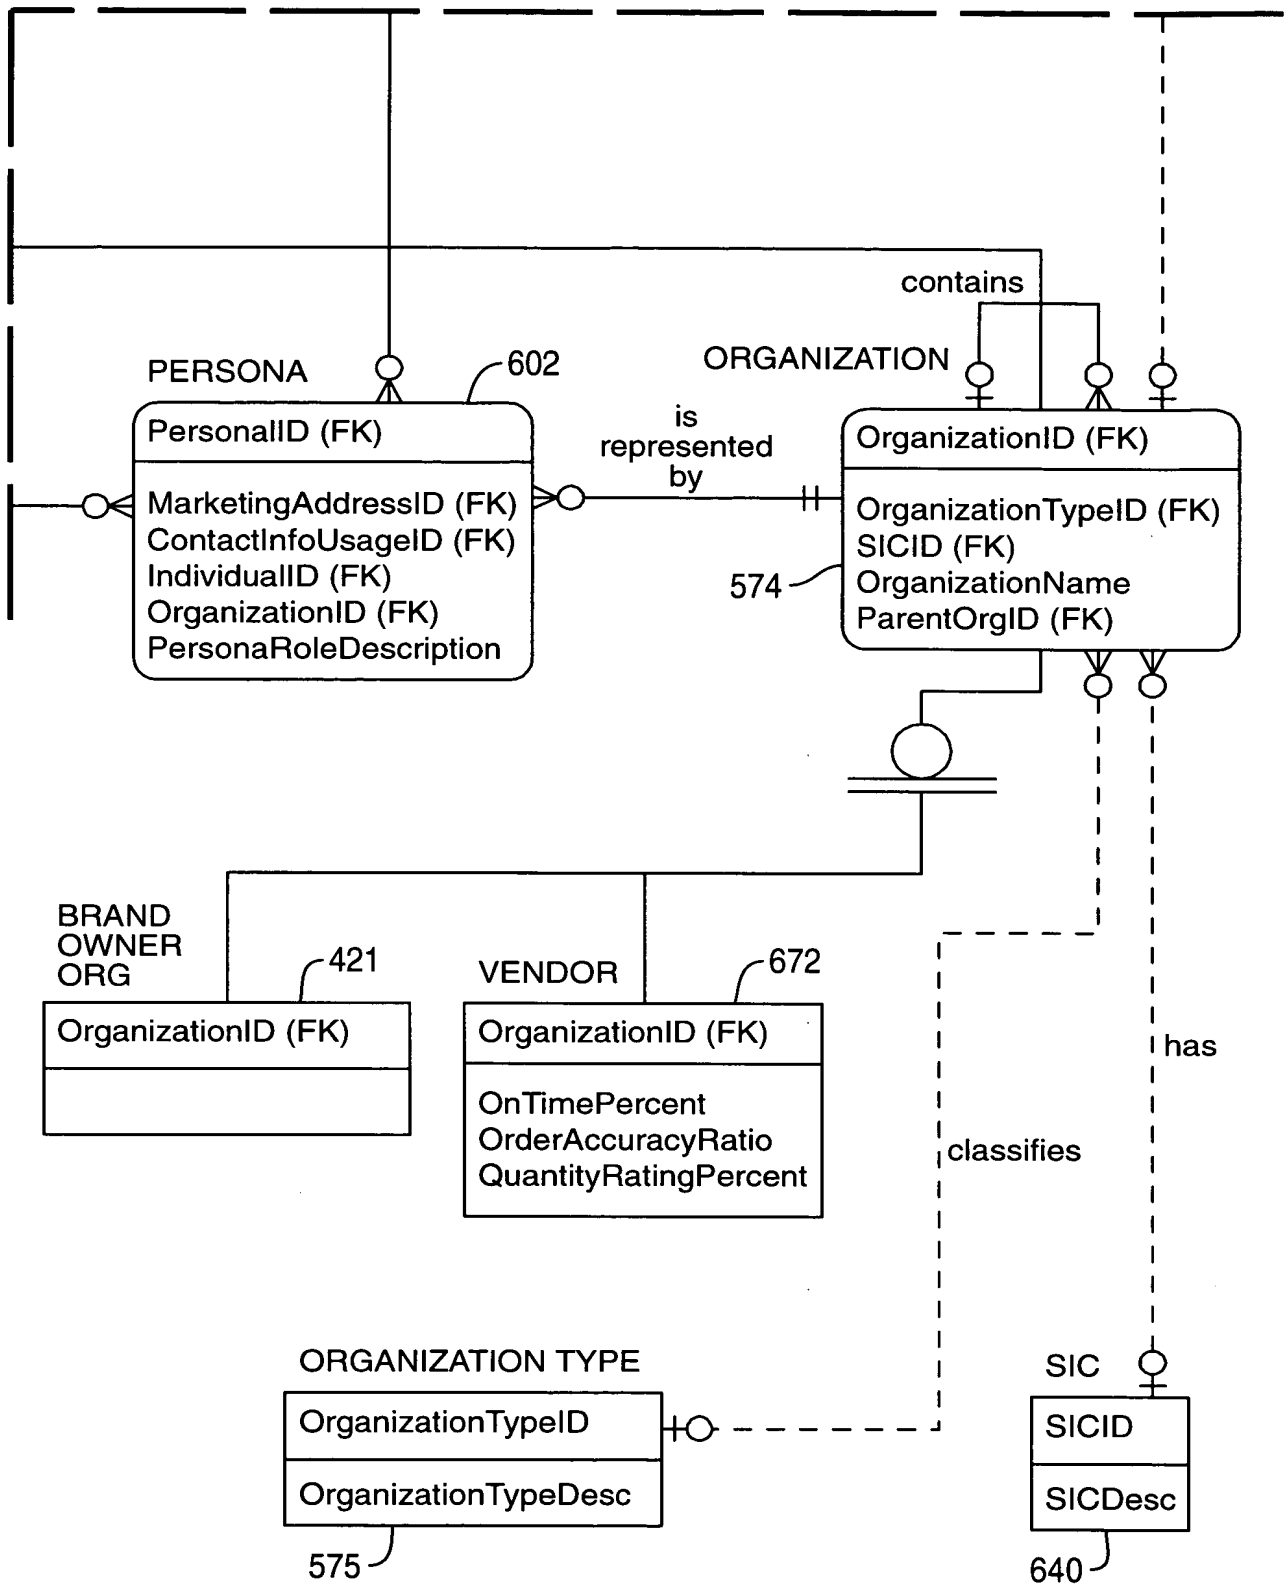 contains
PERSONA
602
ORGANIZATION
PersonalID (FK)
MarketingAddressID (FK)
ContactInfoUsageID (FK)
IndividualID (FK)
OrganizationID (FK)
PersonaRoleDescription
is
represented
by
OrganizationID (FK)
OrganizationTypeID (FK)
SICID (FK)
OrganizationName
ParentOrgID (FK)
574
BRAND
OWNER
ORG
421
OrganizationID (FK)
VENDOR
672
OrganizationID (FK)
OnTimePercent
OrderAccuracyRatio
QuantityRatingPercent
has
classifies
ORGANIZATION TYPE
OrganizationTypeID
OrganizationTypeDesc
575
SIC
SICID
SICDesc
640